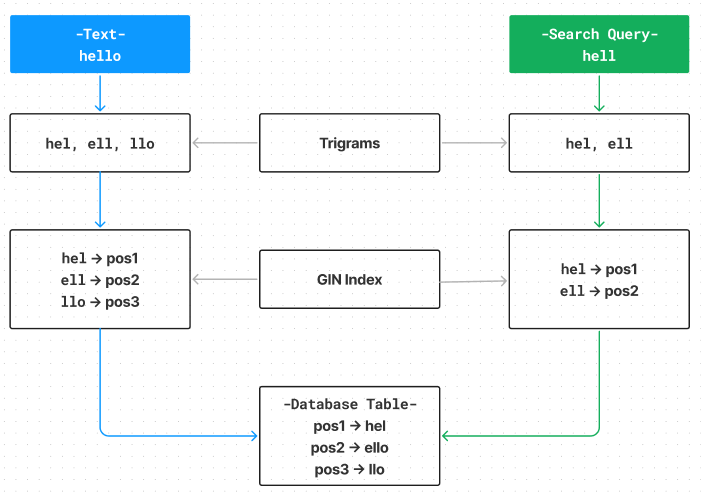 -Text-
hello
-Search Query-
hell
hel, ell, llo
Trigrams
hel, ell
hel → pos1
ell → pos2
llo → pos3
GIN Index
hel → pos1
ell → pos2
-Database Table-
pos1 → hel
pos2 → ello
pos3 → llo